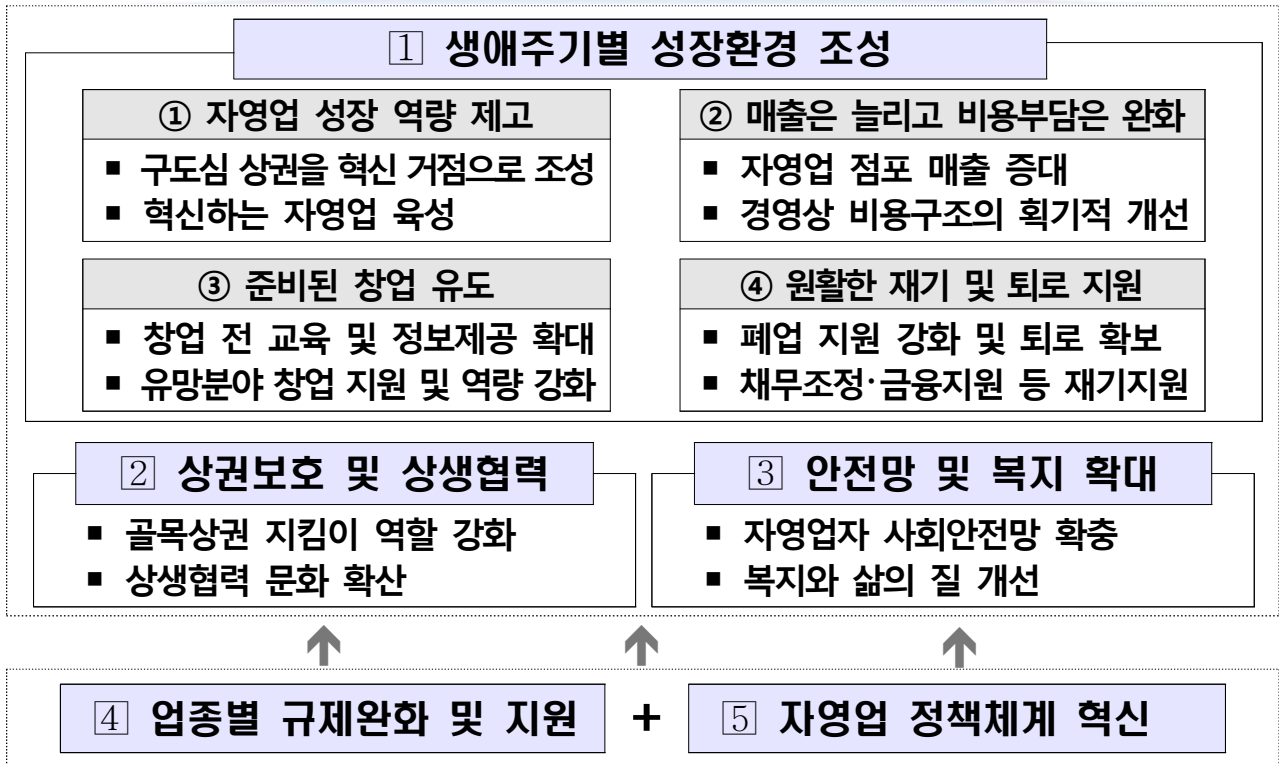 1 생애주기별 성장환경 조성
① 자영업 성장 역량 제고
▪ 구도심 상권을 혁신 거점으로 조성
▪ 혁신하는 자영업 육성
② 매출은 늘리고 비용부담은 완화
▪ 자영업 점포 매출 증대
▪ 경영상 비용구조의 획기적 개선
③ 준비된 창업 유도
▪ 창업 전 교육 및 정보제공 확대
▪ 유망분야 창업 지원 및 역량 강화
④ 원활한 재기 및 퇴로 지원
▪ 폐업 지원 강화 및 퇴로 확보
▪ 채무조정·금융지원 등 재기지원
2 상권보호 및 상생협력
▪ 골목상권 지킴이 역할 강화
▪ 상생협력 문화 확산
3 안전망 및 복지 확대
▪ 자영업자 사회안전망 확충
▪ 복지와 삶의 질 개선
4 업종별 규제완화 및 지원 + 5 자영업 정책체계 혁신